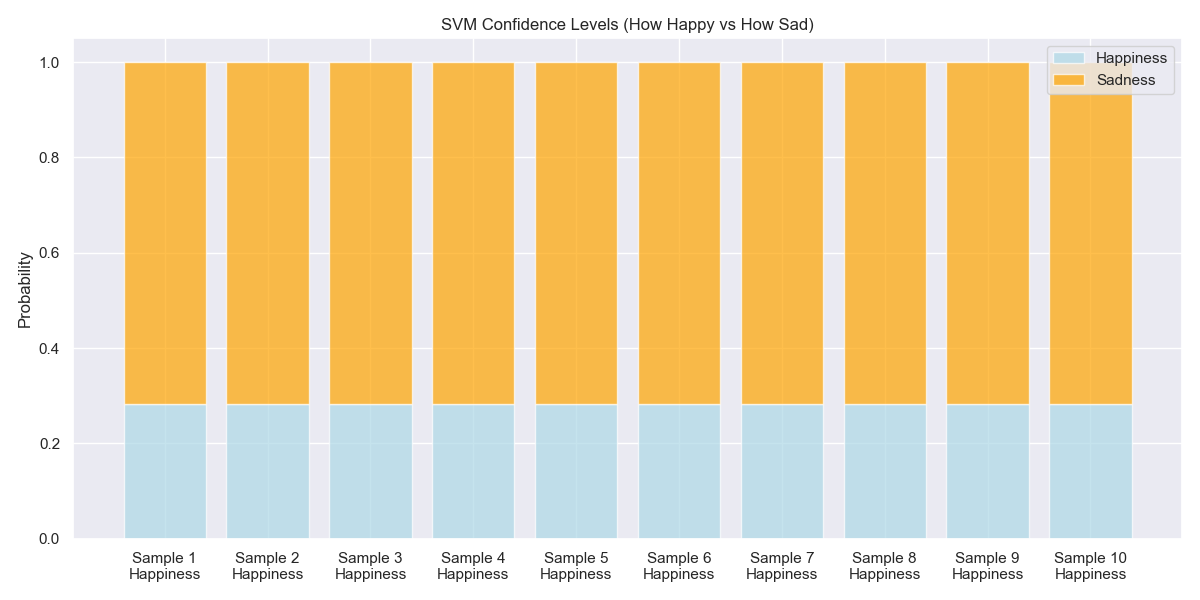 SVM Confidence Levels (How Happy vs How Sad)
Happiness
Sadness
Probability
1.0
0.8
0.6
0.4
0.2
0.0
Sample 1 Sample 2 Sample 3 Sample 4 Sample 5 Sample 6 Sample 7 Sample 8 Sample 9 Sample 10
Happiness Happiness Happiness Happiness Happiness Happiness Happiness Happiness Happiness Happiness